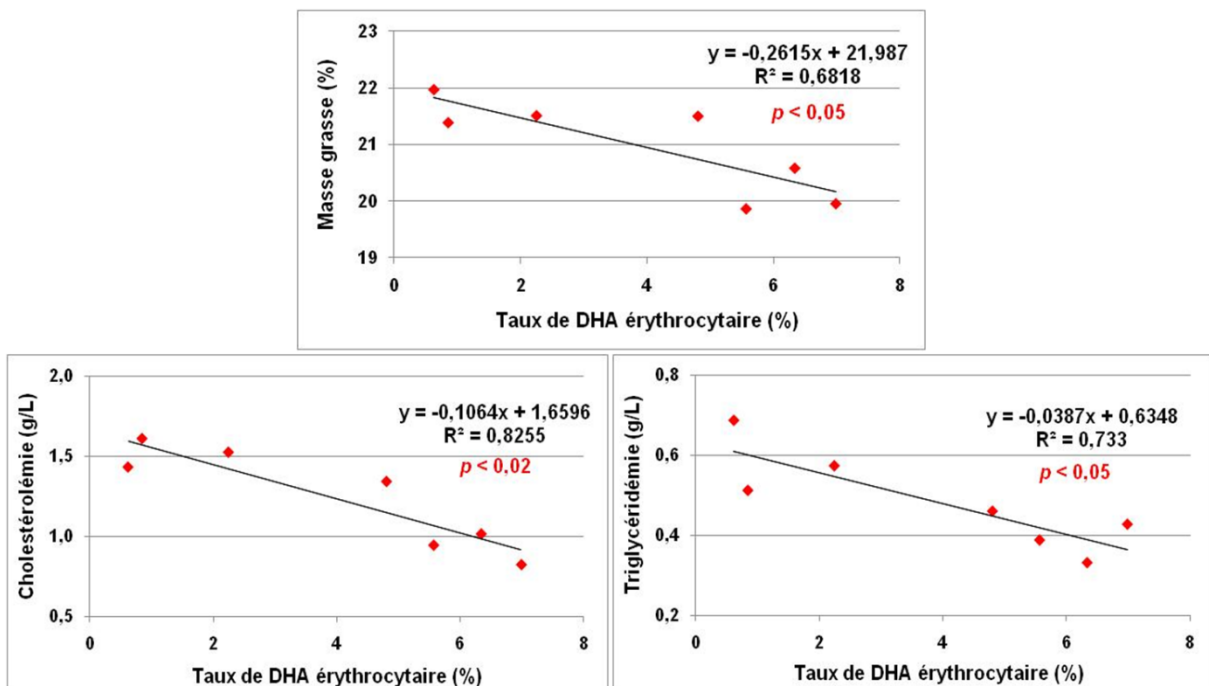 23
22
21
20
19
Masse grasse (%)
y = -0,2615x + 21,987
R² = 0,6818
p < 0,05
0 2 4 6 8
Taux de DHA érythrocytaire (%)
2.0
1.5
1.0
0,5
Cholestérolémie (g/L)
y = -0,1064x + 1,6596
R² = 0,8255
p < 0,02
0 2 4 6 8
Taux de DHA érythrocytaire (%)
0,8
0,6
0,4
0,2
Triglycéridémie (g/L)
y = -0,0387x + 0,6348
R² = 0,733
p < 0,05
0 2 4 6 8
Taux de DHA érythrocytaire (%)